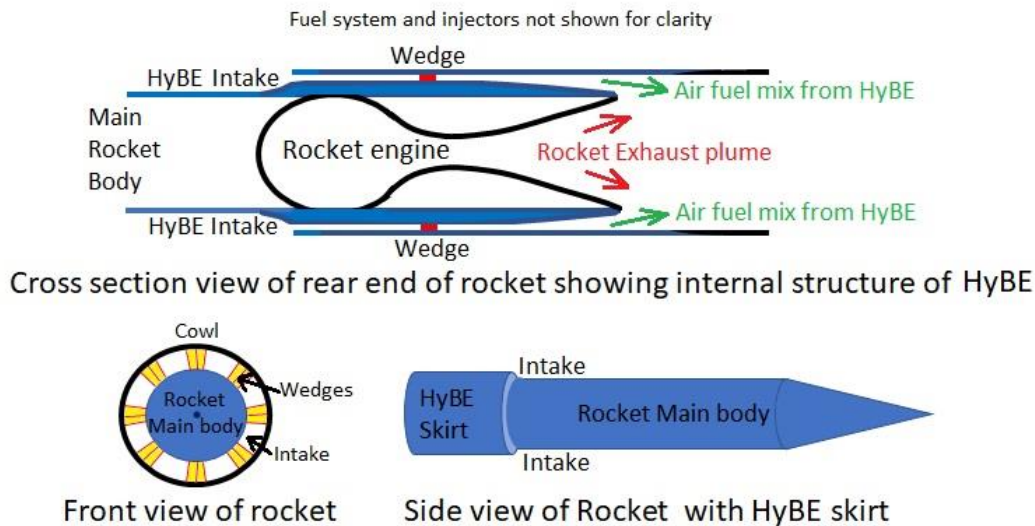 Fuel system and injectors not shown for clarity
Wedge
HyBE Intake
Air fuel mix from HyBE
Main
Rocket
Body
Rocket engine
Rocket Exhaust plume
HyBE Intake
Air fuel mix from HyBE
Wedge
Cross section view of rear end of rocket showing internal structure of HyBE
Cowl
Rocket
Main body
Wedges
Intake
Front view of rocket
Intake
HyBE
Skirt
Rocket Main body
Intake
Side view of Rocket with HyBE skirt